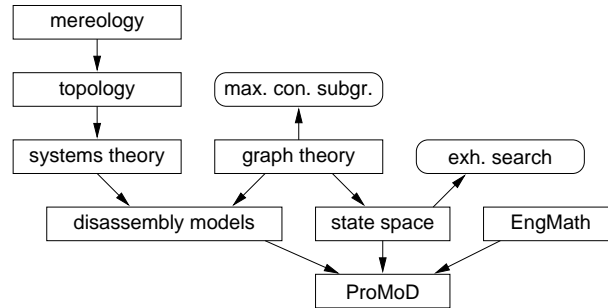 mereology
topology
max. con. subgr.
systems theory
graph theory
exh. search
disassembly models
state space
EngMath
ProMoD